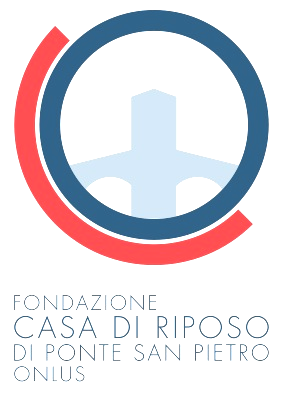 FONDAZIONE
CASA DI RIPOSO
DI PONTE SAN PIETRO
ONLUS